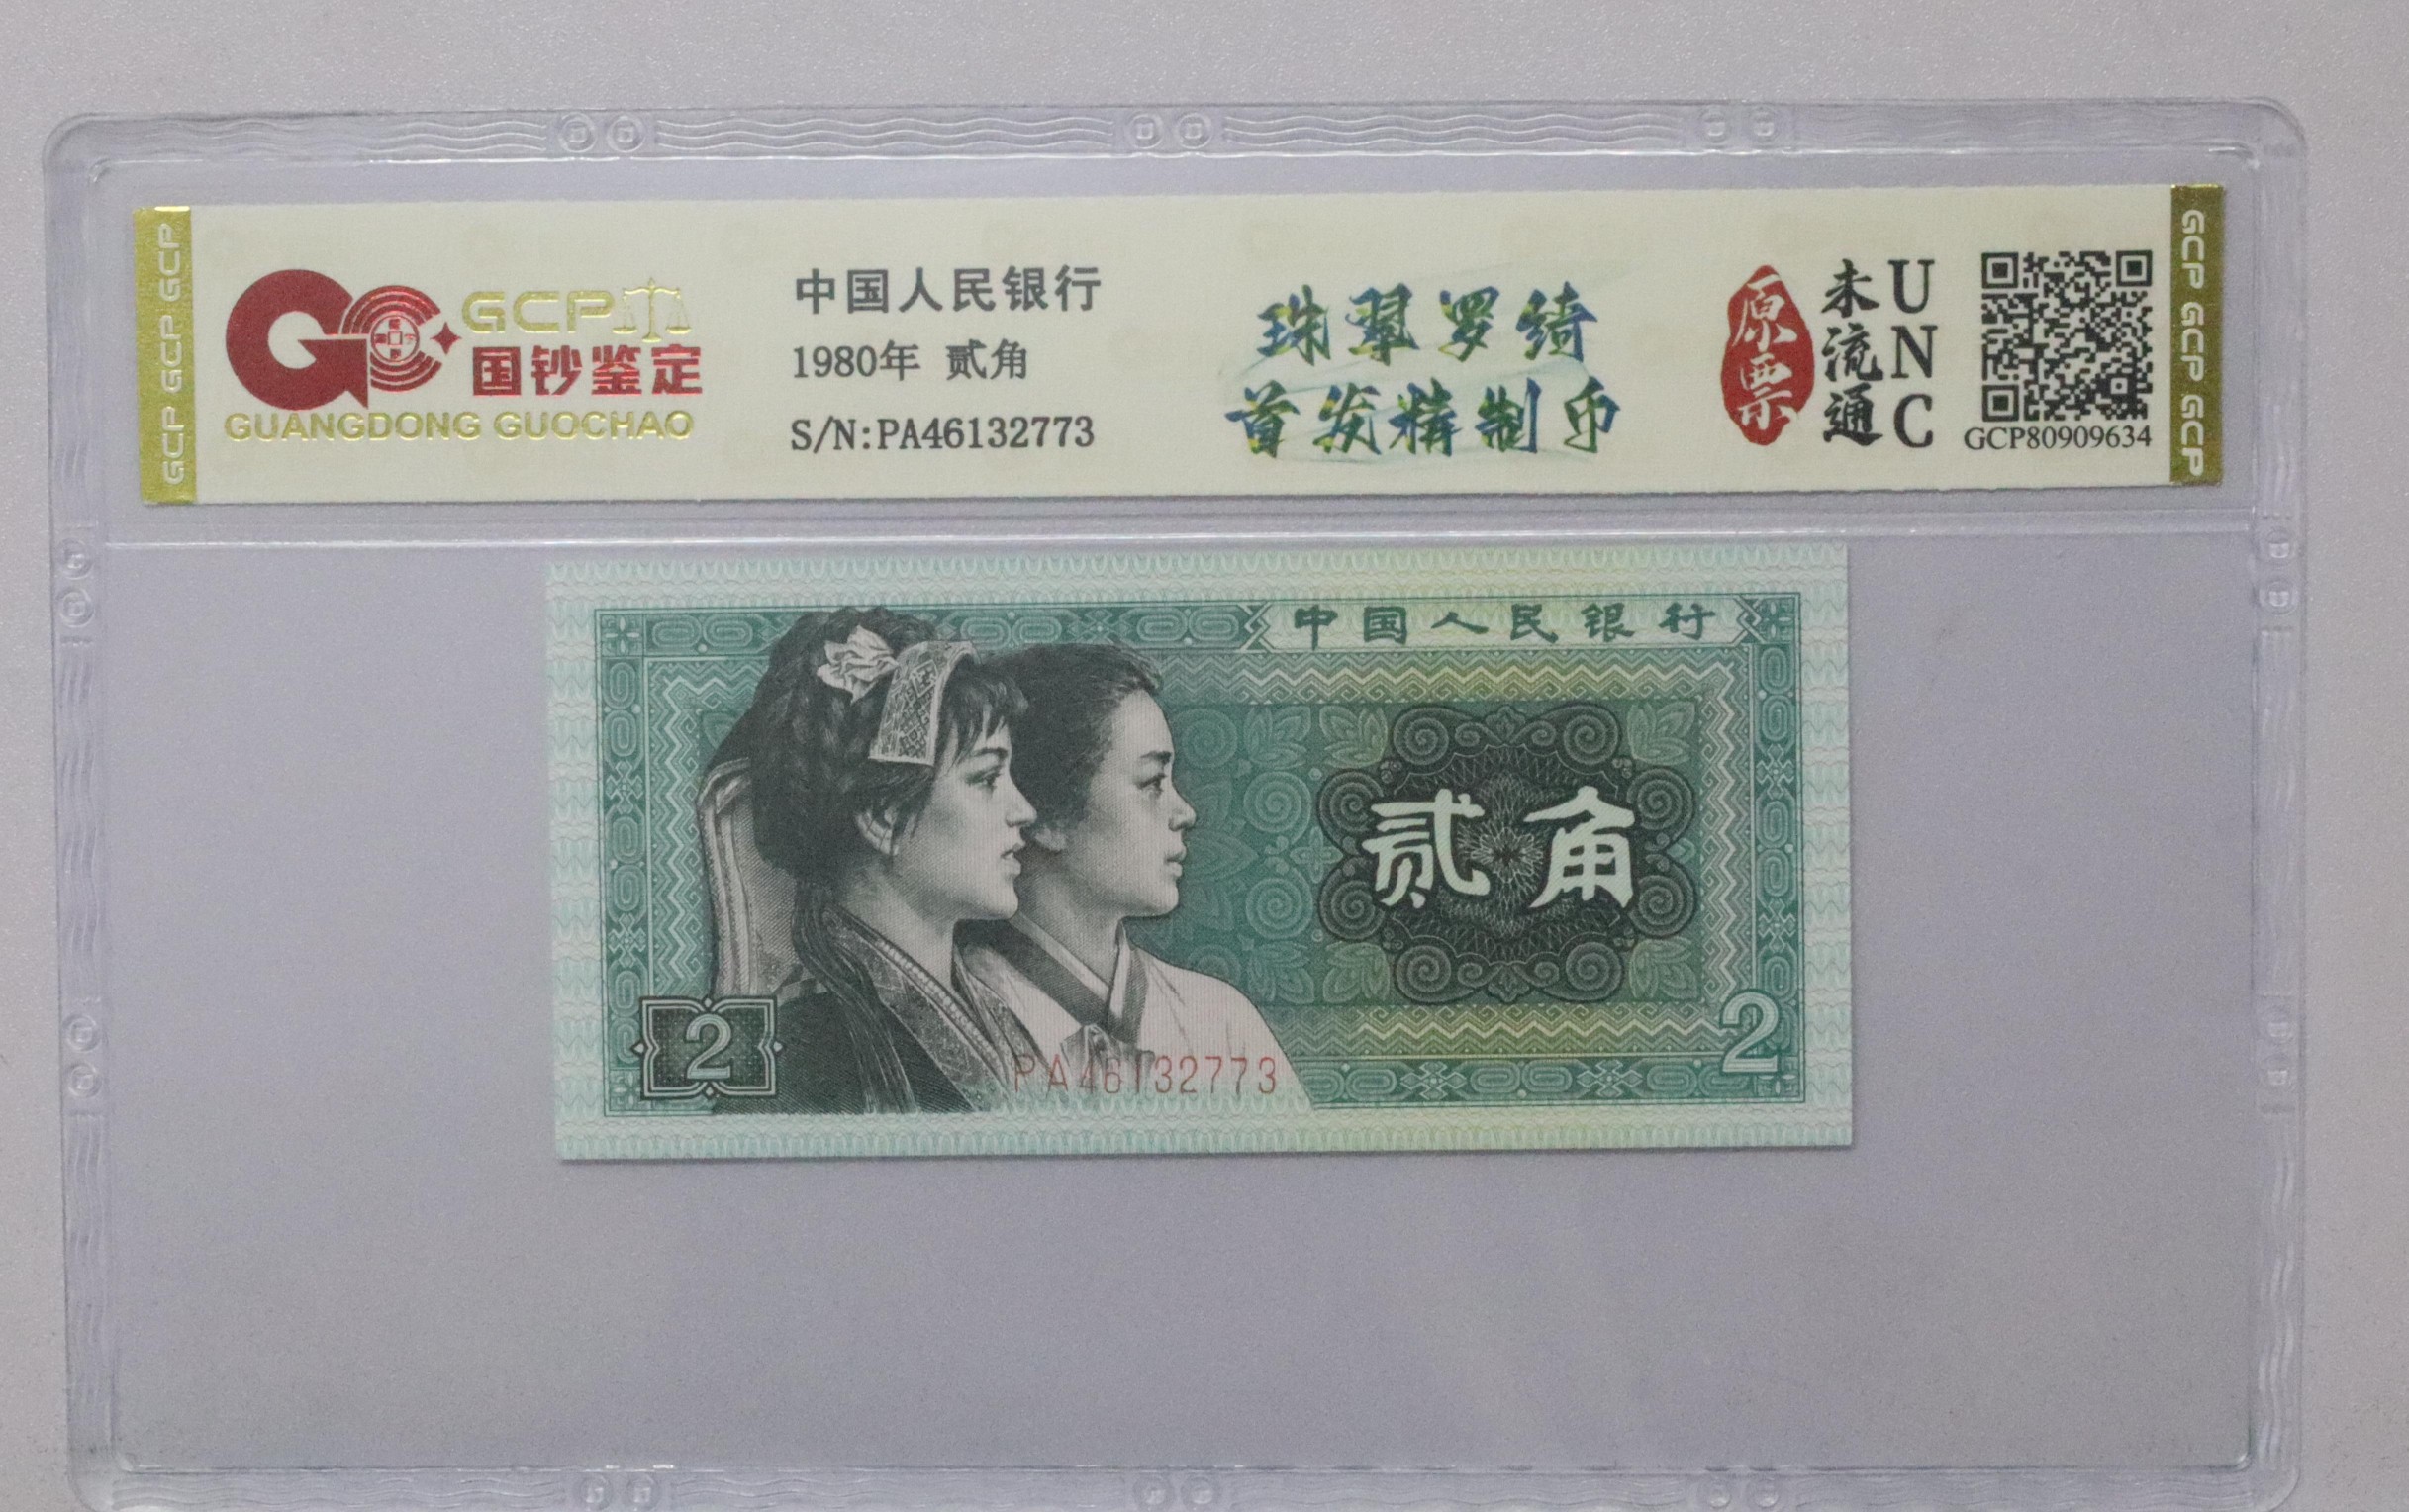 GCP GCP GCP
GCP
国钞鉴定
GUANGDONG GUOCHAO
中国人民银行
1980年 贰角
S/N:PA46132773
珠翠罗绮
首发精制币
原票
未流通
UNC
GCP80909634
GCP GCP GCP
中国人民银行
贰角
2
2
PA46132773